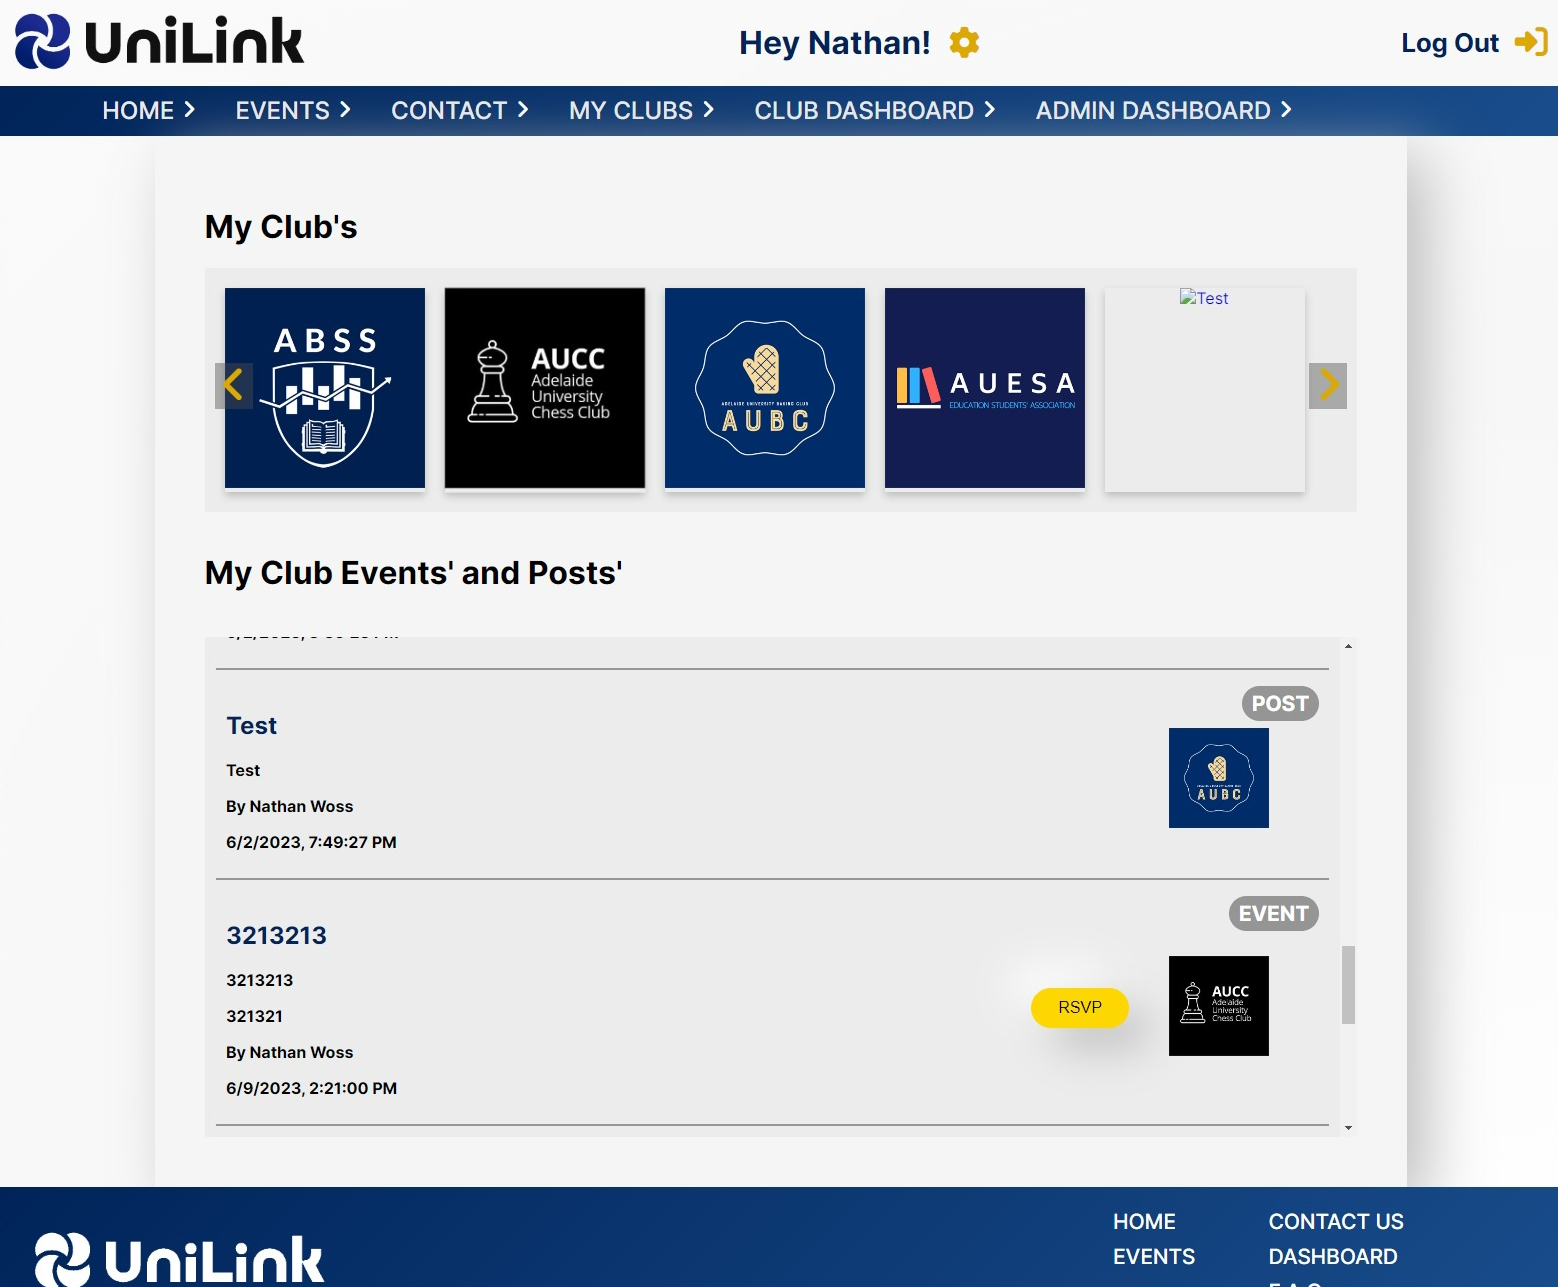 UniLink
Hey Nathan!
Log Out
HOME
EVENTS
CONTACT
MY CLUBS
CLUB DASHBOARD
ADMIN DASHBOARD
My Club's
ABSS
AUCC
Adelaide
University
Chess Club
ADELAIDE UNIVERSITY BAKING CLUB
AUBC
AUESA
EDUCATION STUDENTS' ASSOCIATION
Test
My Club Events' and Posts'
POST
Test
Test
By Nathan Woss
6/2/2023, 7:49:27 PM
AUBC
EVENT
3213213
3213213
321321
By Nathan Woss
6/9/2023, 2:21:00 PM
RSVP
AUCC
Adelaide
University
Chess Club
UniLink
HOME
EVENTS
CONTACT US
DASHBOARD